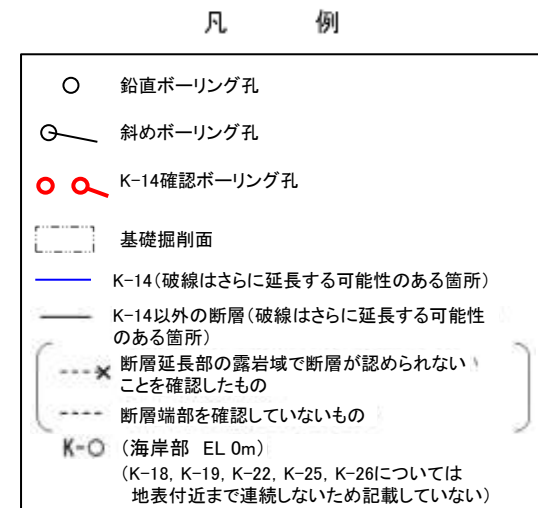 凡 例
鉛直ボーリング孔
斜めボーリング孔
K-14確認ボーリング孔
基礎掘削面
K-14(破線はさらに延長する可能性のある箇所)
K-14以外の断層(破線はさらに延長する可能性
のある箇所)
断層延長部の露岩域で断層が認められない
ことを確認したもの
断層端部を確認していないもの
K-○ (海岸部 EL 0m)
(K-18, K-19, K-22, K-25, K-26については
地表付近まで連続しないため記載していない)